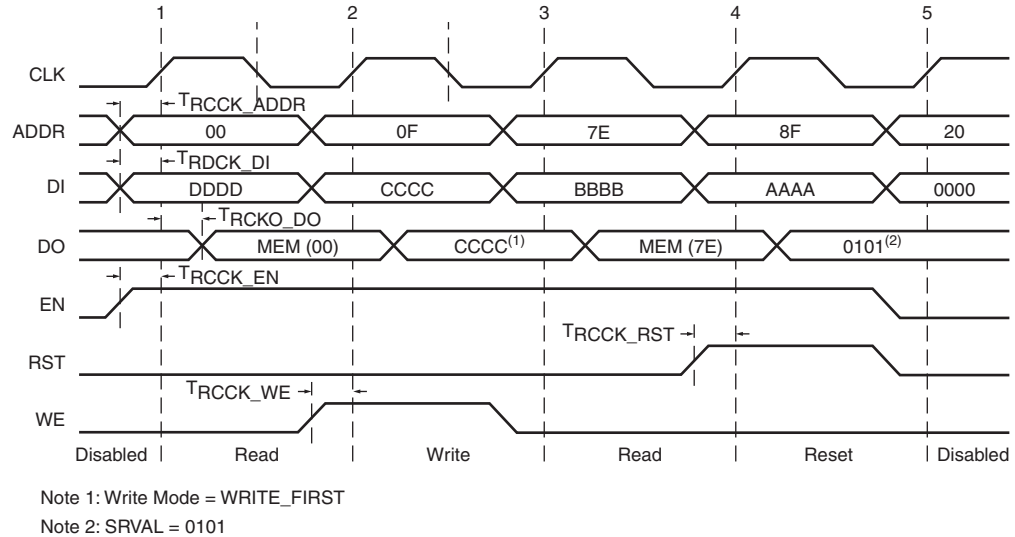 1 2 3 4 5
CLK
TRCCK_ADDR
ADDR 00 0F 7E 8F 20
TRDCK_DI
DI DDDD CCCC BBBB AAAA 0000
TRCKO_DO
DO MEM (00) CCCC(1) MEM (7E) 0101(2)
TRCCK_EN
EN
TRCCK_RST
RST
TRCCK_WE
WE
Disabled Read Write Read Reset Disabled
Note 1: Write Mode = WRITE_FIRST
Note 2: SRVAL = 0101